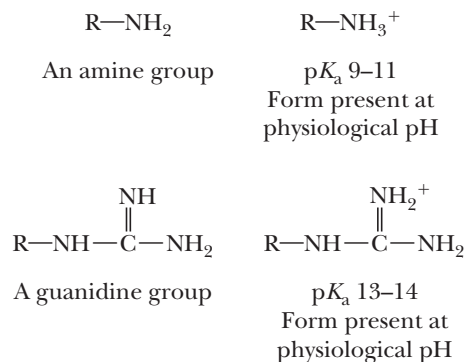 R—NH₂ R—NH₃⁺
An amine group pKₐ 9–11
Form present at
physiological pH
NH NH₂⁺
R—NH—C—NH₂ R—NH—C—NH₂
A guanidine group pKₐ 13–14
Form present at
physiological pH